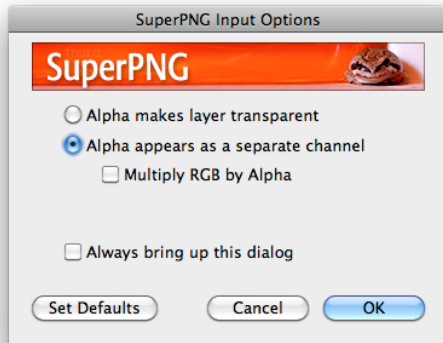 SuperPNG Input Options
fnord
SuperPNG
Alpha makes layer transparent
Alpha appears as a separate channel
Multiply RGB by Alpha
Always bring up this dialog
Set Defaults
Cancel
OK